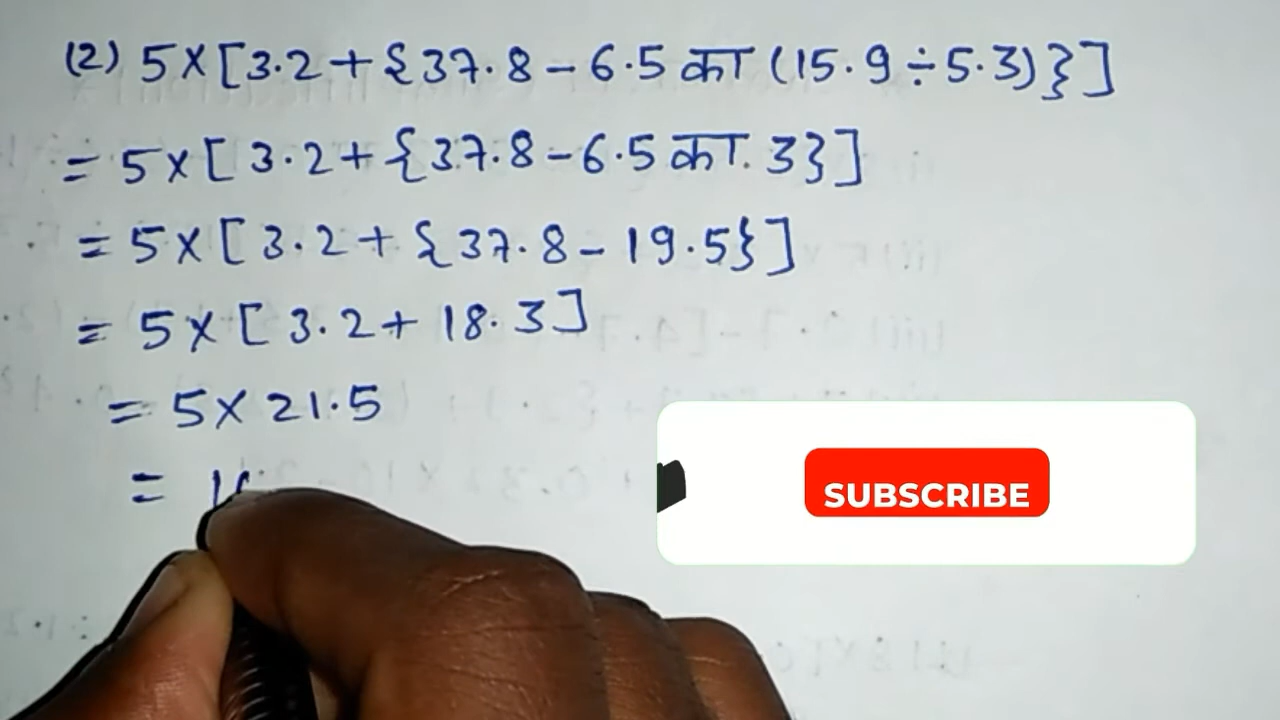 (2) 5×[3.2+{37.8-6.5 का (15.9÷5.3)}]
= 5×[3.2+{37.8-6.5 का. 3}]
= 5×[3.2+{37.8-19.5}]
= 5×[3.2+18.3]
= 5×21.5
=
SUBSCRIBE